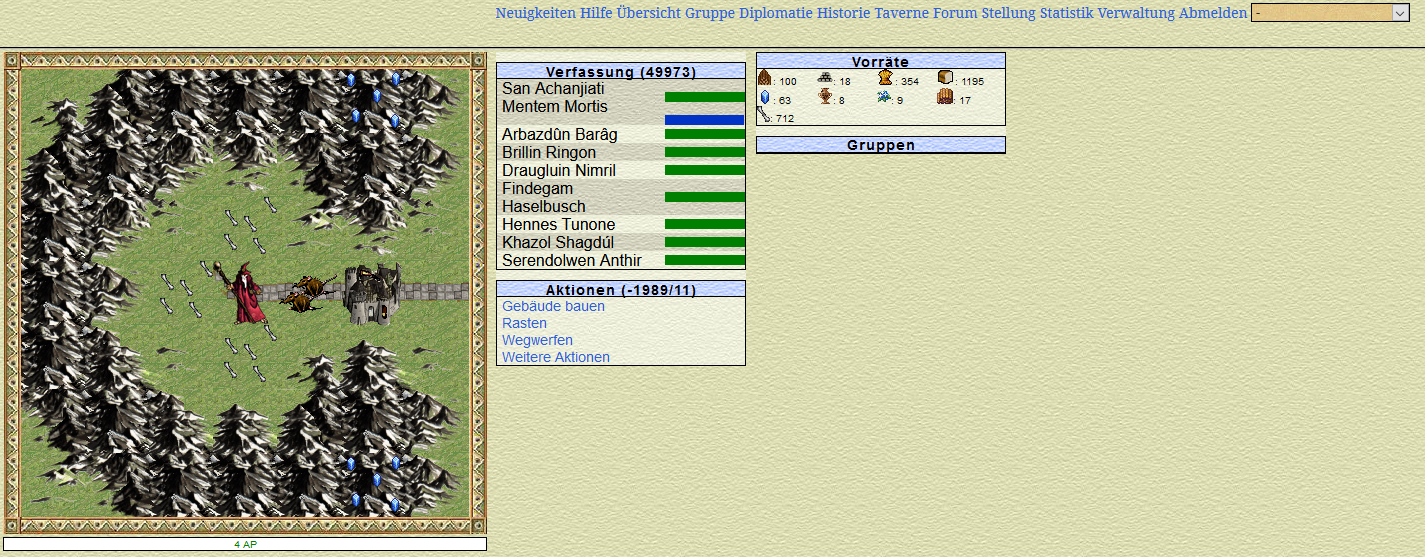 Neuigkeiten Hilfe Übersicht Gruppe Diplomatie Historie Taverne Forum Stellung Statistik Verwaltung Abmelden -
Verfassung (49973)
San Achanjiati
Mentem Mortis
Arbazdûn Barâg
Brillin Ringon
Draugluin Nimril
Findegam
Haselbusch
Hennes Tunone
Khazol Shagdúl
Serendolwen Anthir
Aktionen (-1989/11)
Gebäude bauen
Rasten
Wegwerfen
Weitere Aktionen
Vorräte
: 100 : 18 : 354 : 1195
: 63 : 8 : 9 : 17
: 712
Gruppen
4 AP